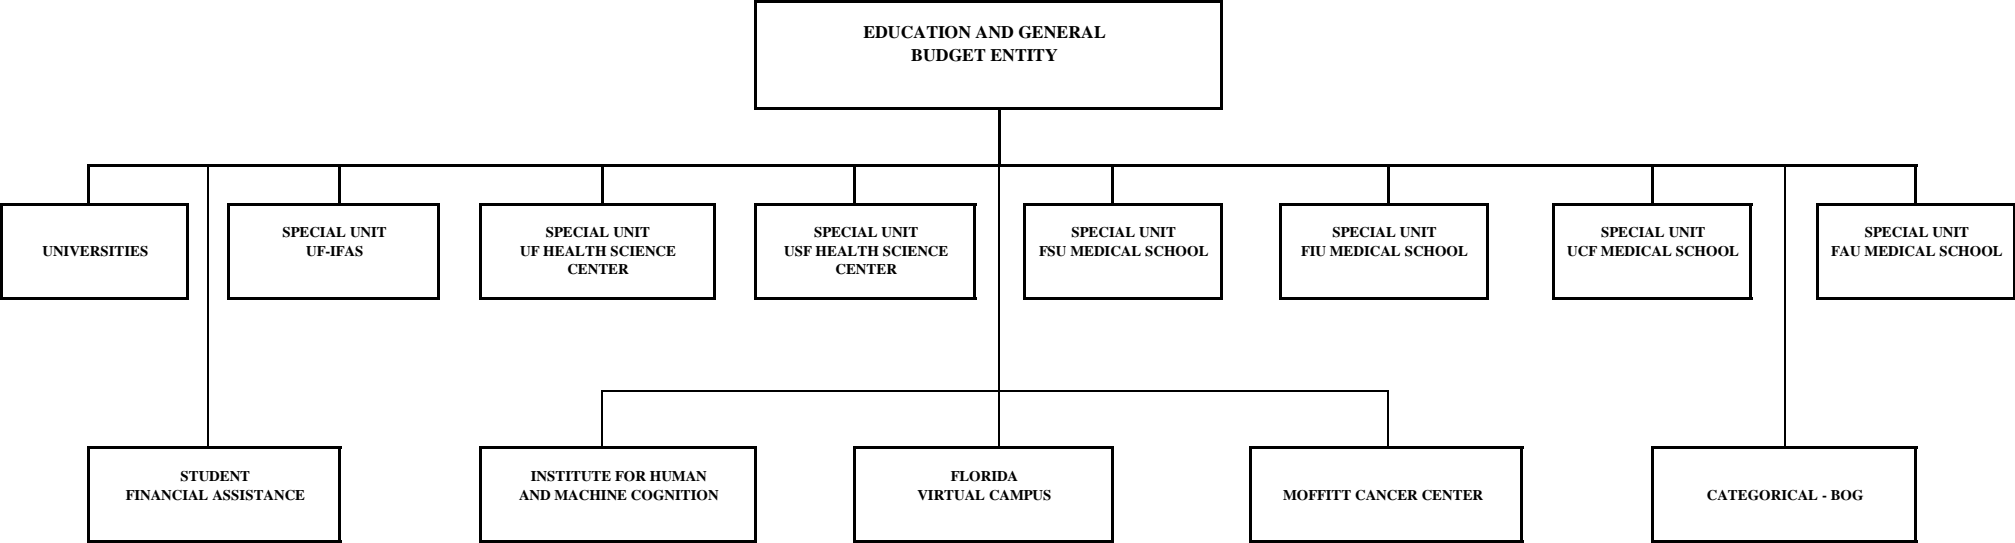 EDUCATION AND GENERAL
BUDGET ENTITY
UNIVERSITIES
SPECIAL UNIT
UF-IFAS
SPECIAL UNIT
UF HEALTH SCIENCE
CENTER
SPECIAL UNIT
USF HEALTH SCIENCE
CENTER
SPECIAL UNIT
FSU MEDICAL SCHOOL
SPECIAL UNIT
FIU MEDICAL SCHOOL
SPECIAL UNIT
UCF MEDICAL SCHOOL
SPECIAL UNIT
FAU MEDICAL SCHOOL
STUDENT
FINANCIAL ASSISTANCE
INSTITUTE FOR HUMAN
AND MACHINE COGNITION
FLORIDA
VIRTUAL CAMPUS
MOFFITT CANCER CENTER
CATEGORICAL - BOG